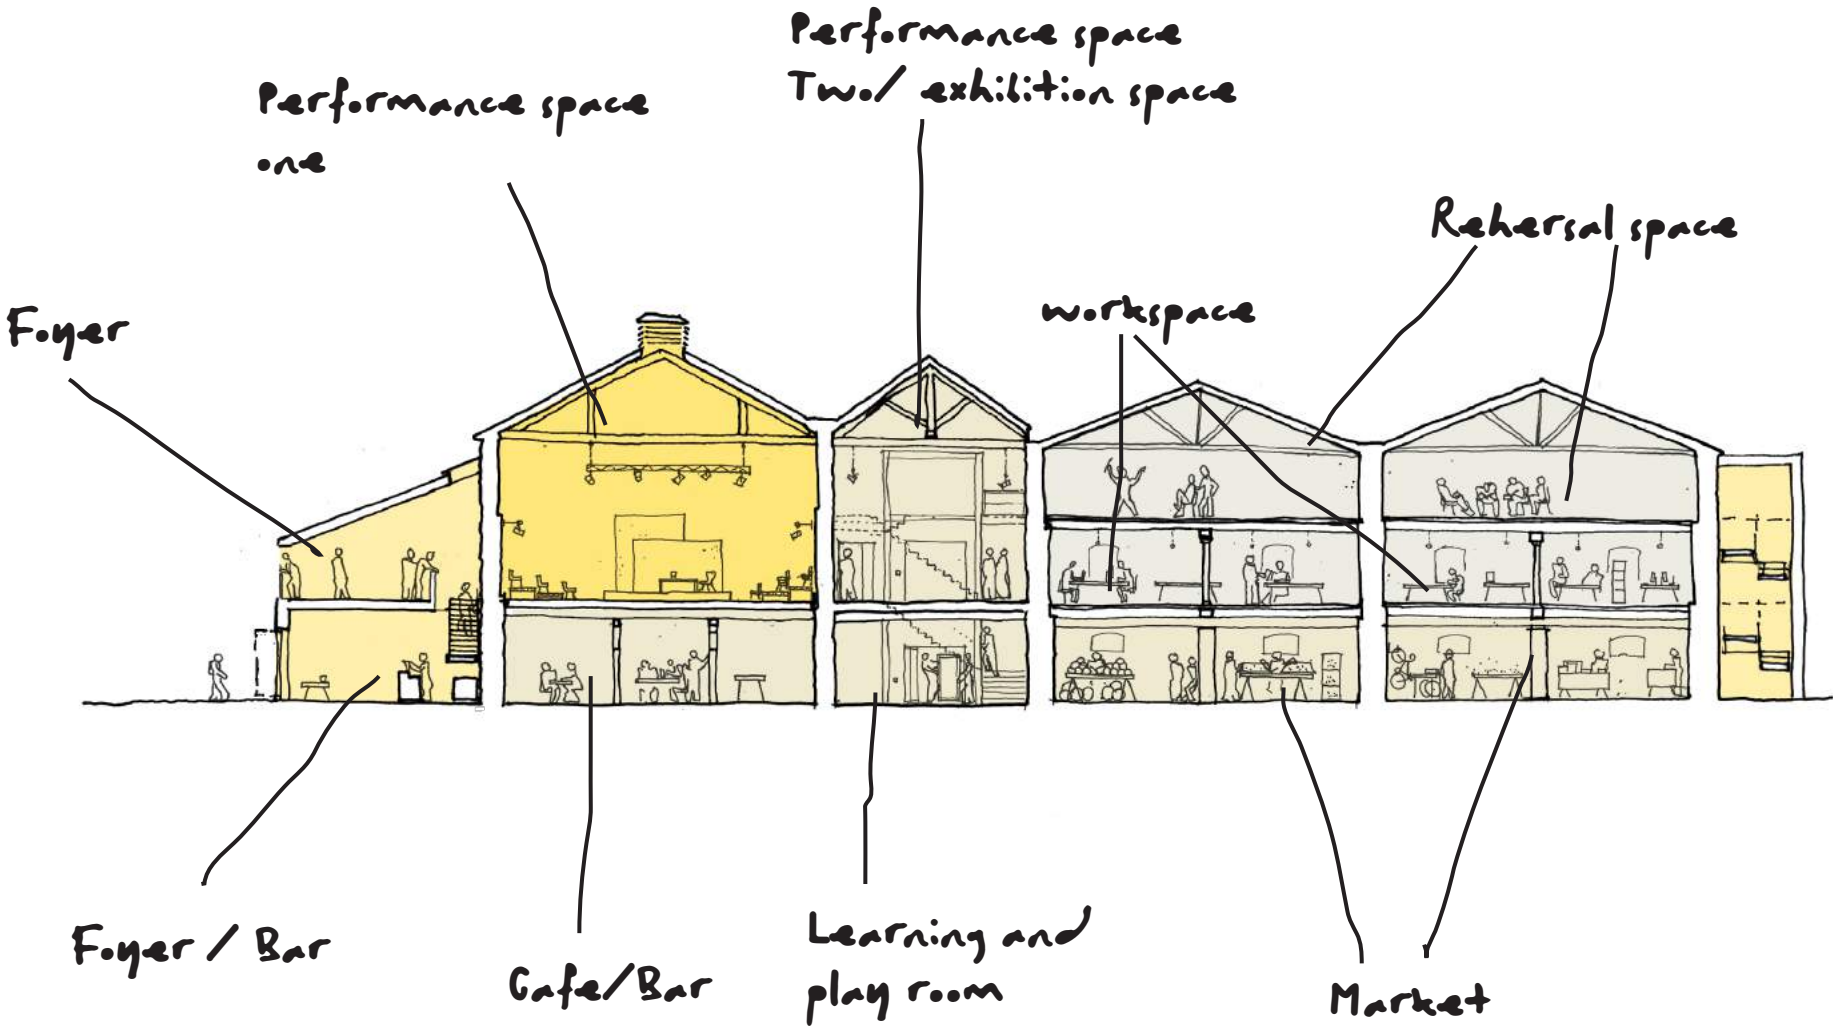 Performance space
Two/ exhibition space
Performance space
one
Rehersal space
workspace
Foyer
Foyer / Bar
Cafe/Bar
Learning and
play room
Market